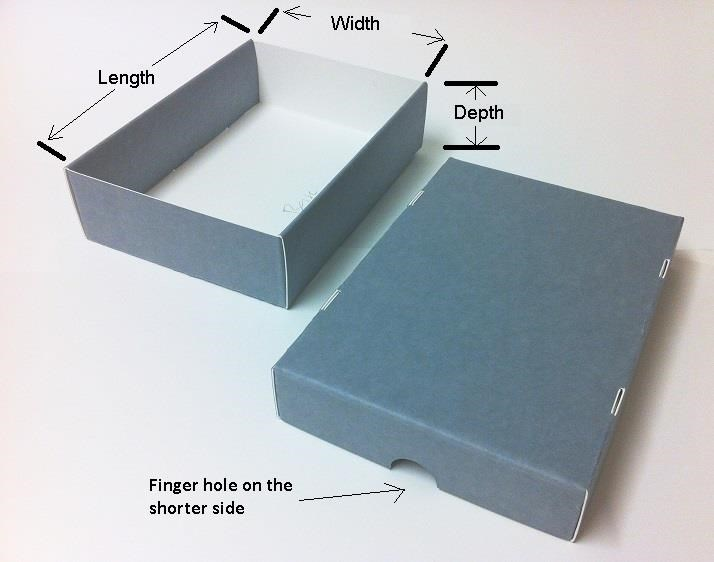 Width
Length
Depth
Finger hole on the
shorter side